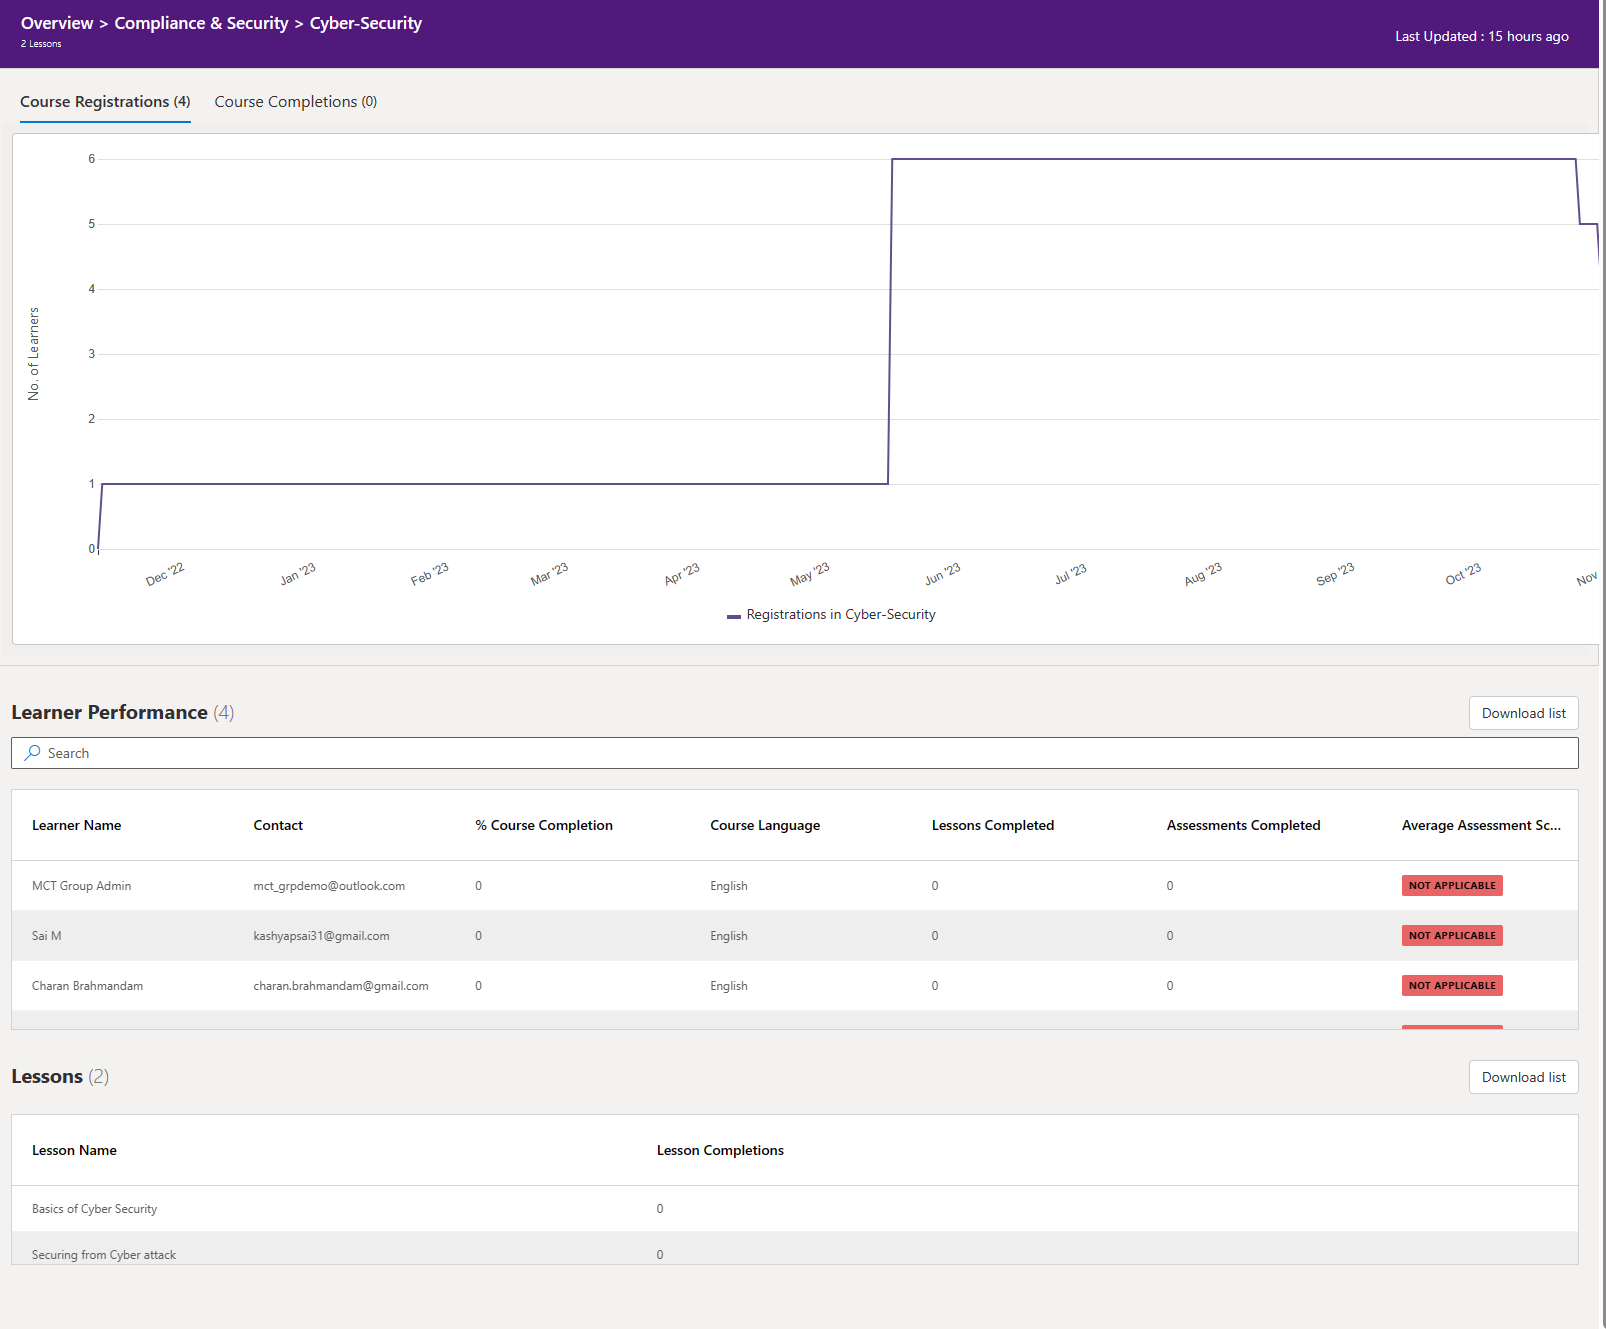 Overview > Compliance & Security > Cyber-Security
2 Lessons
Last Updated : 15 hours ago
Course Registrations (4)
Course Completions (0)
6
5
4
3
2
1
0
No. of Learners
Dec '22
Jan '23
Feb '23
Mar '23
Apr '23
May '23
Jun '23
Jul '23
Aug '23
Sep '23
Oct '23
Nov
Registrations in Cyber-Security
Learner Performance (4)
Download list
Search
Learner Name Contact % Course Completion Course Language Lessons Completed Assessments Completed Average Assessment Sc...
MCT Group Admin mct_grpdemo@outlook.com 0 English 0 0 NOT APPLICABLE
Sai M kashyapsai31@gmail.com 0 English 0 0 NOT APPLICABLE
Charan Brahmandam charan.brahmandam@gmail.com 0 English 0 0 NOT APPLICABLE
Lessons (2)
Download list
Lesson Name Lesson Completions
Basics of Cyber Security 0
Securing from Cyber attack 0